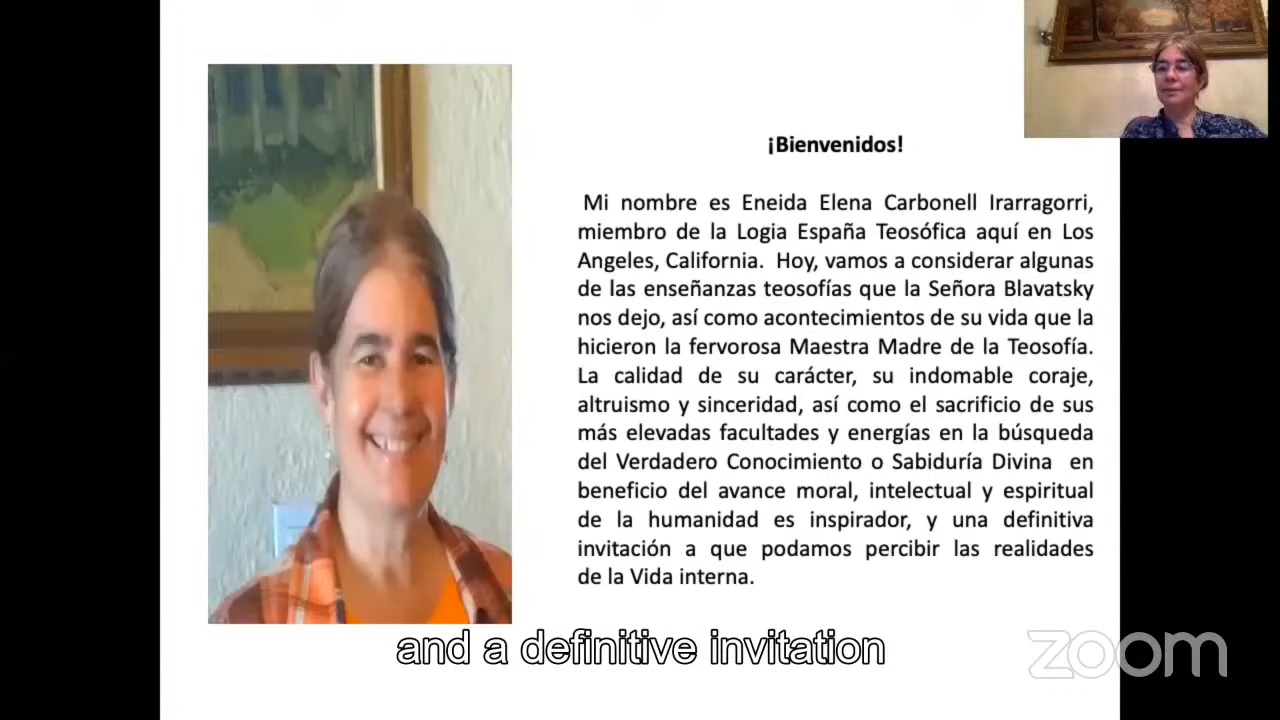 ¡Bienvenidos!
Mi nombre es Eneida Elena Carbonell Irarragorri,
miembro de la Logia España Teosófica aquí en Los
Angeles, California. Hoy, vamos a considerar algunas
de las enseñanzas teosofías que la Señora Blavatsky
nos dejo, así como acontecimientos de su vida que la
hicieron la fervorosa Maestra Madre de la Teosofía.
La calidad de su carácter, su indomable coraje,
altruismo y sinceridad, así como el sacrificio de sus
más elevadas facultades y energías en la búsqueda
del Verdadero Conocimiento o Sabiduría Divina en
beneficio del avance moral, intelectual y espiritual
de la humanidad es inspirador, y una definitiva
invitación a que podamos percibir las realidades
de la Vida interna.
and a definitive invitation
zoom